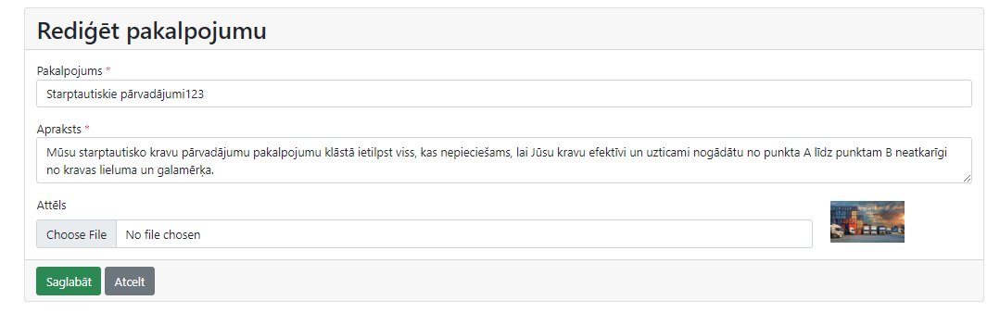 Rediģēt pakalpojumu
Pakalpojums *
Starptautiskie pārvadājumi123
Apraksts *
Mūsu starptautisko kravu pārvadājumu pakalpojumu klāstā ietilpst viss, kas nepieciešams, lai Jūsu kravu efektīvi un uzticami nogādātu no punkta A līdz punktam B neatkarīgi
no kravas lieluma un galamērķa.
Attēls
Choose File No file chosen
Saglabāt Atcelt